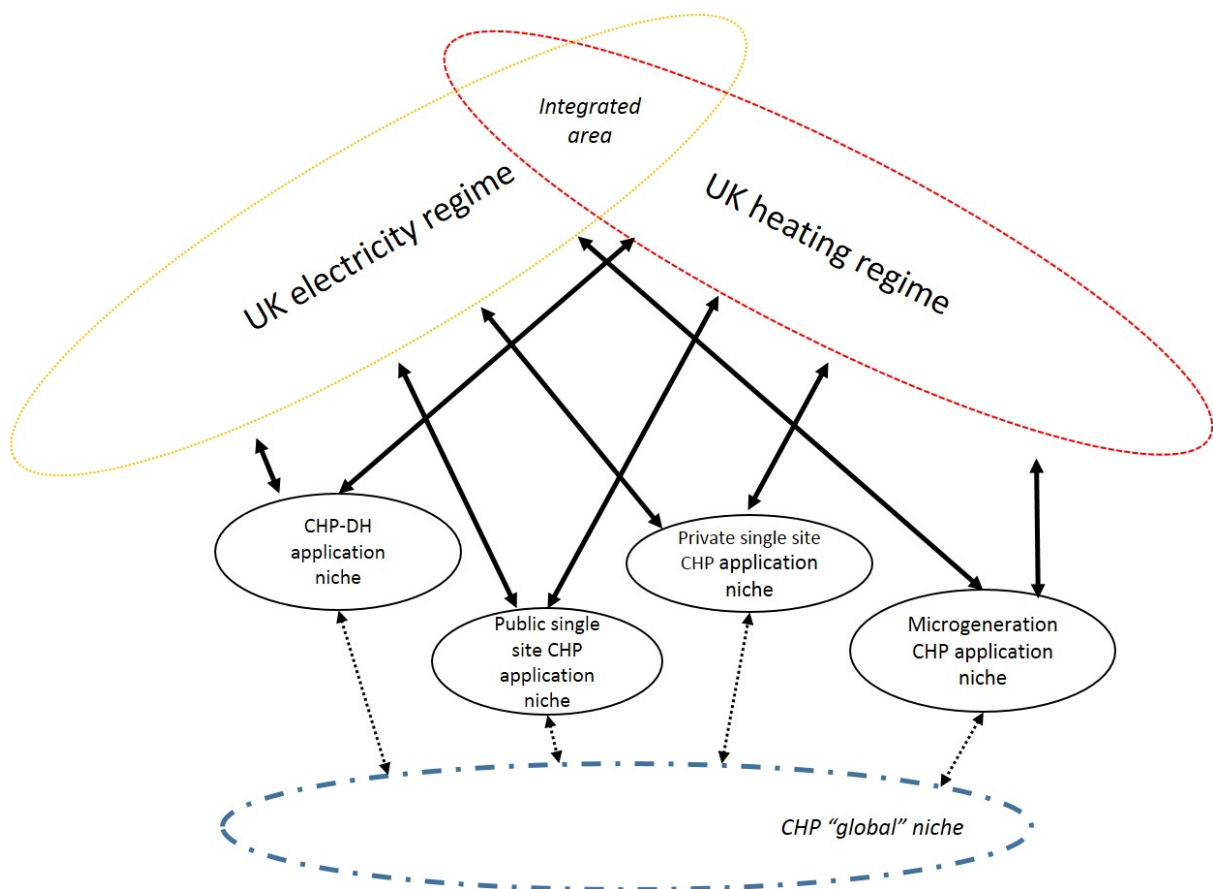 Integrated
area
UK electricity regime
UK heating regime
CHP-DH
application
niche
Private single site
CHP application
niche
Public single
site CHP
application
niche
Microgeneration
CHP application
niche
CHP “global” niche